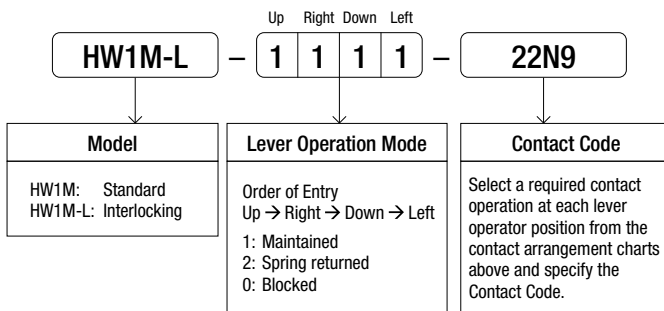 Up Right Down Left
HW1M-L – 1 1 1 1 – 22N9
Model
HW1M: Standard
HW1M-L: Interlocking
Lever Operation Mode
Order of Entry
Up → Right → Down → Left
1: Maintained
2: Spring returned
0: Blocked
Contact Code
Select a required contact
operation at each lever
operator position from the
contact arrangement charts
above and specify the
Contact Code.